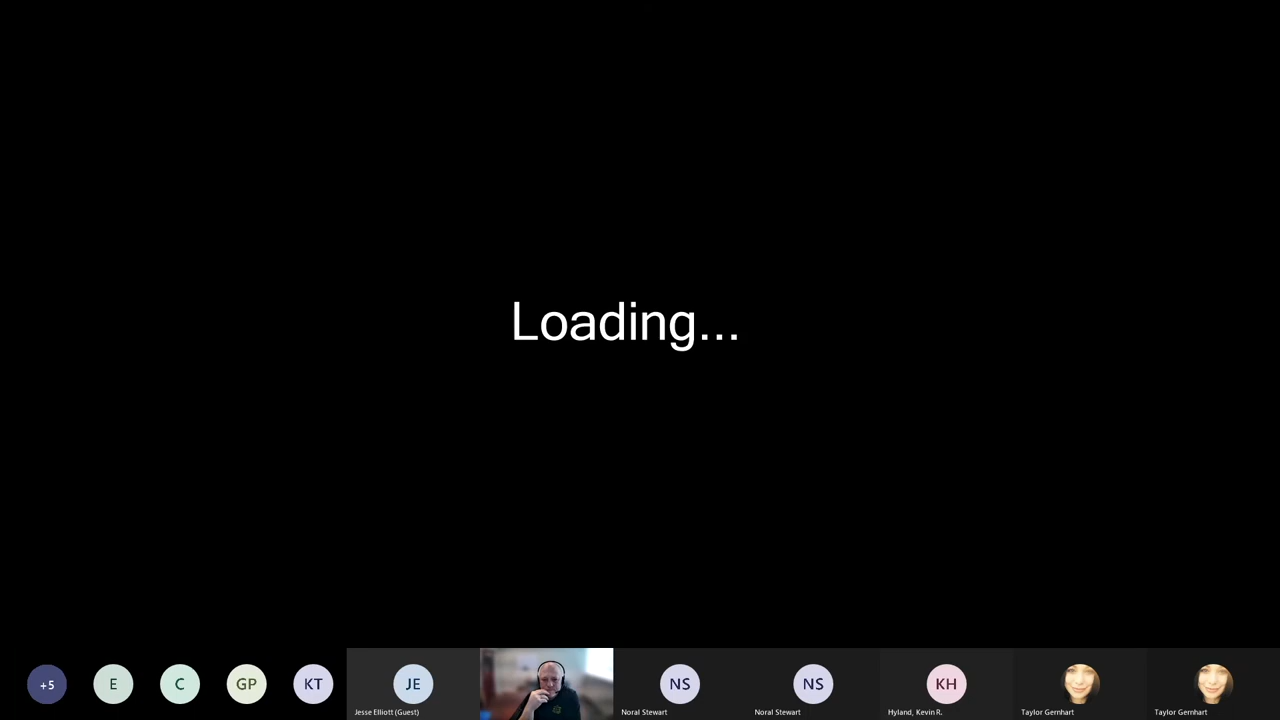 Loading...
+5
E
C
GP
KT
JE
Jesse Elliott (Guest)
NS
Noral Stewart
NS
Noral Stewart
KH
Hyland, Kevin R.
Taylor Gernhart
Taylor Gernhart